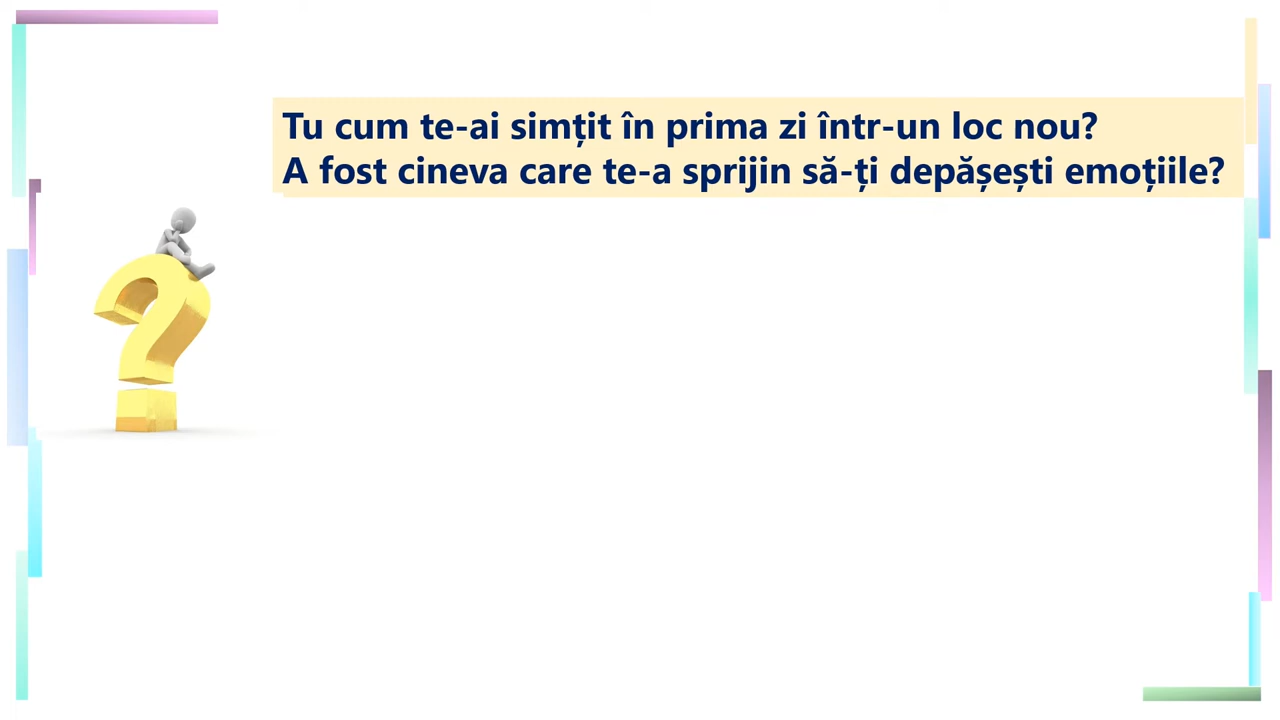 Tu cum te-ai simțit în prima zi într-un loc nou?
A fost cineva care te-a sprijin să-ți depășești emoțiile?